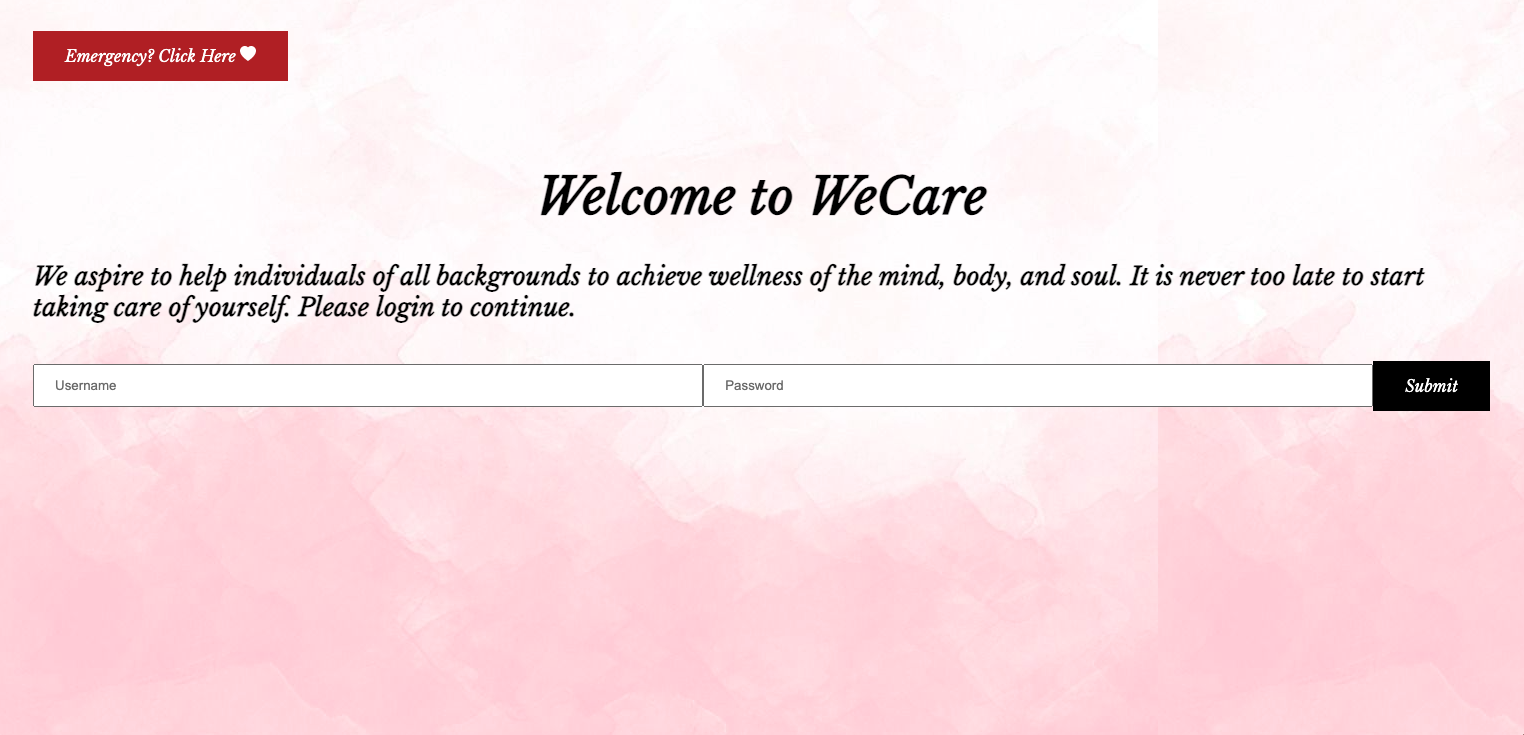 Emergency? Click Here
Welcome to WeCare
We aspire to help individuals of all backgrounds to achieve wellness of the mind, body, and soul. It is never too late to start
taking care of yourself. Please login to continue.
Username
Password
Submit